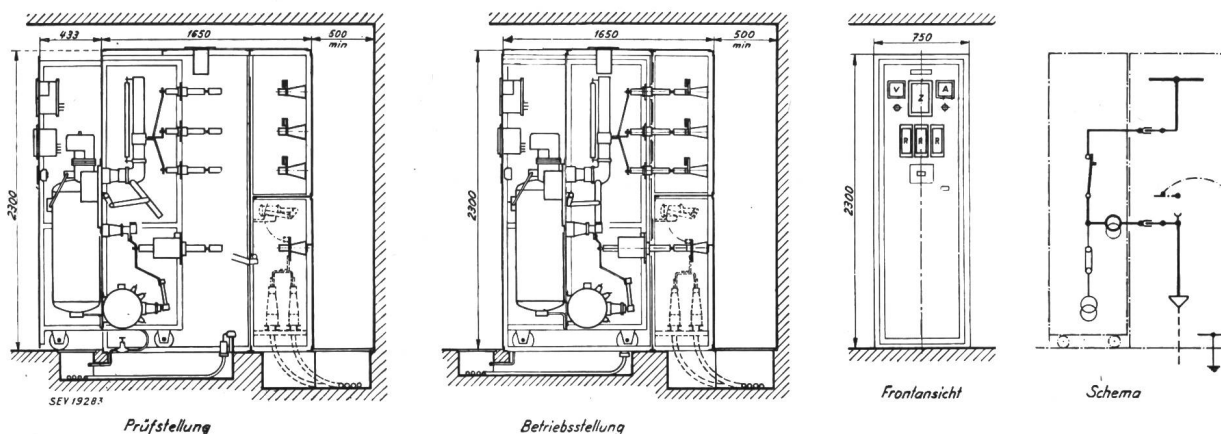 433
1650
500
min
2300
SEV 19283
Prüfstellung
1650
500
min
2300
Betriebsstellung
750
2300
V
Z
A
R
R
R
Frontansicht
Schema